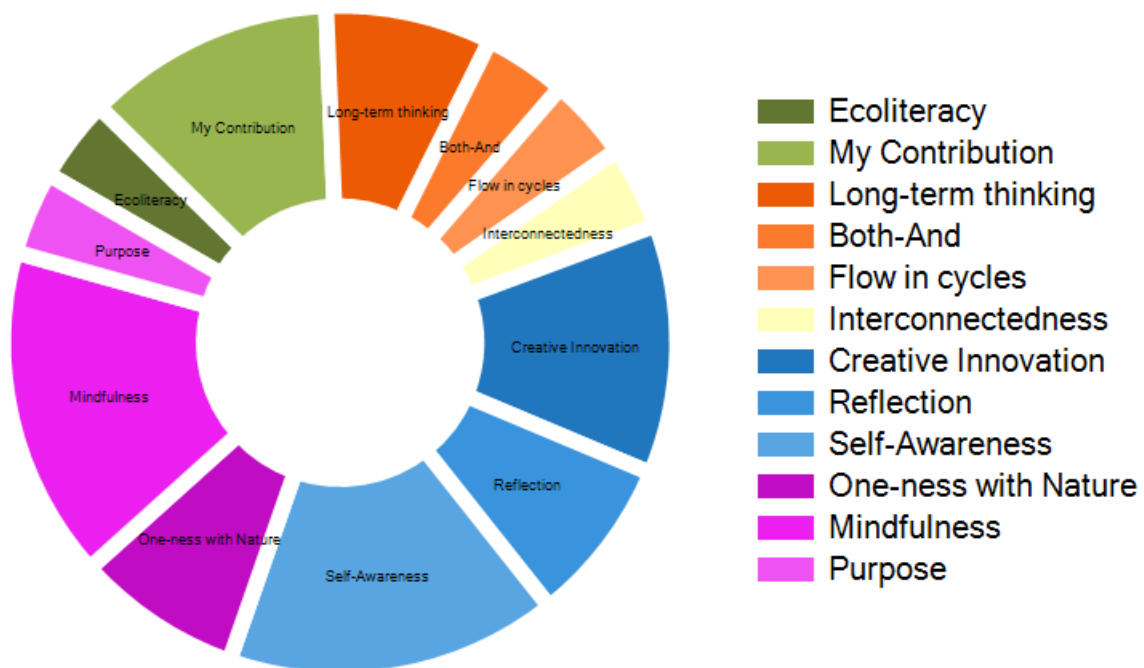 My Contribution
Long-term thinking
Both-And
Flow in cycles
Ecoliteracy
Interconnectedness
Purpose
Creative Innovation
Mindfulness
Reflection
One-ness with Nature
Self-Awareness
Ecoliteracy
My Contribution
Long-term thinking
Both-And
Flow in cycles
Interconnectedness
Creative Innovation
Reflection
Self-Awareness
One-ness with Nature
Mindfulness
Purpose